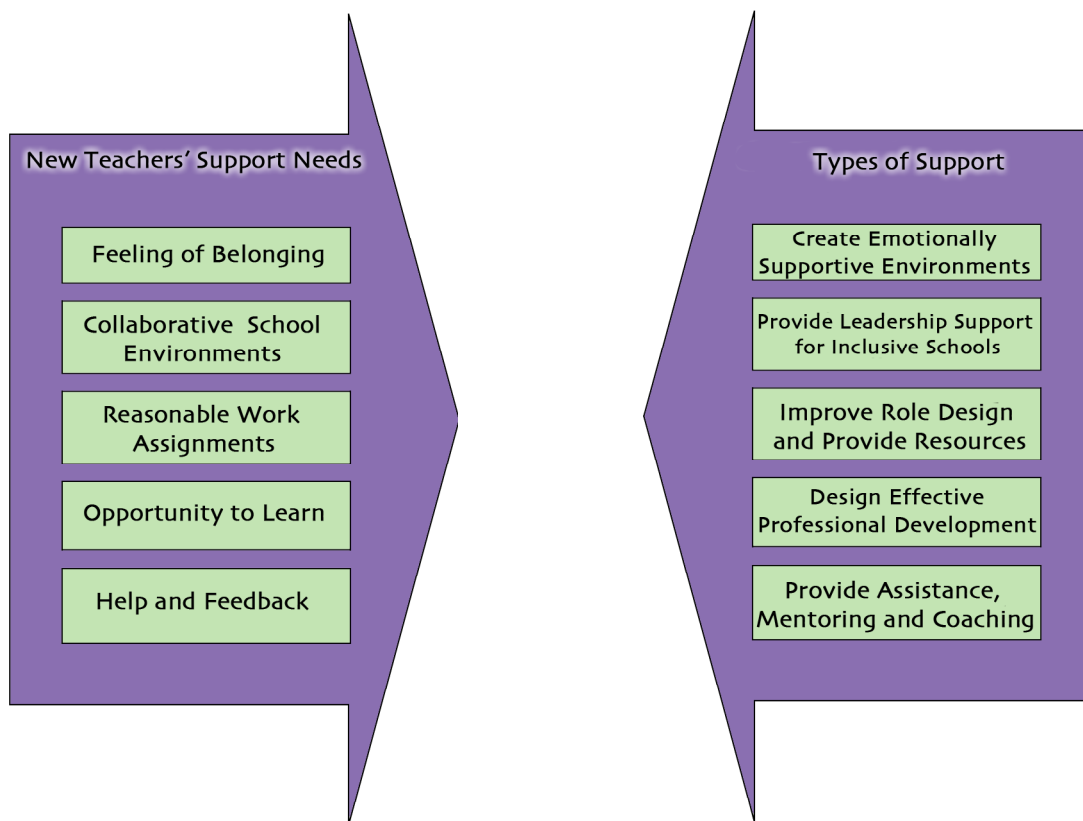 New Teachers’ Support Needs
Feeling of Belonging
Collaborative School
Environments
Reasonable Work
Assignments
Opportunity to Learn
Help and Feedback
Types of Support
Create Emotionally
Supportive Environments
Provide Leadership Support
for Inclusive Schools
Improve Role Design
and Provide Resources
Design Effective
Professional Development
Provide Assistance,
Mentoring and Coaching